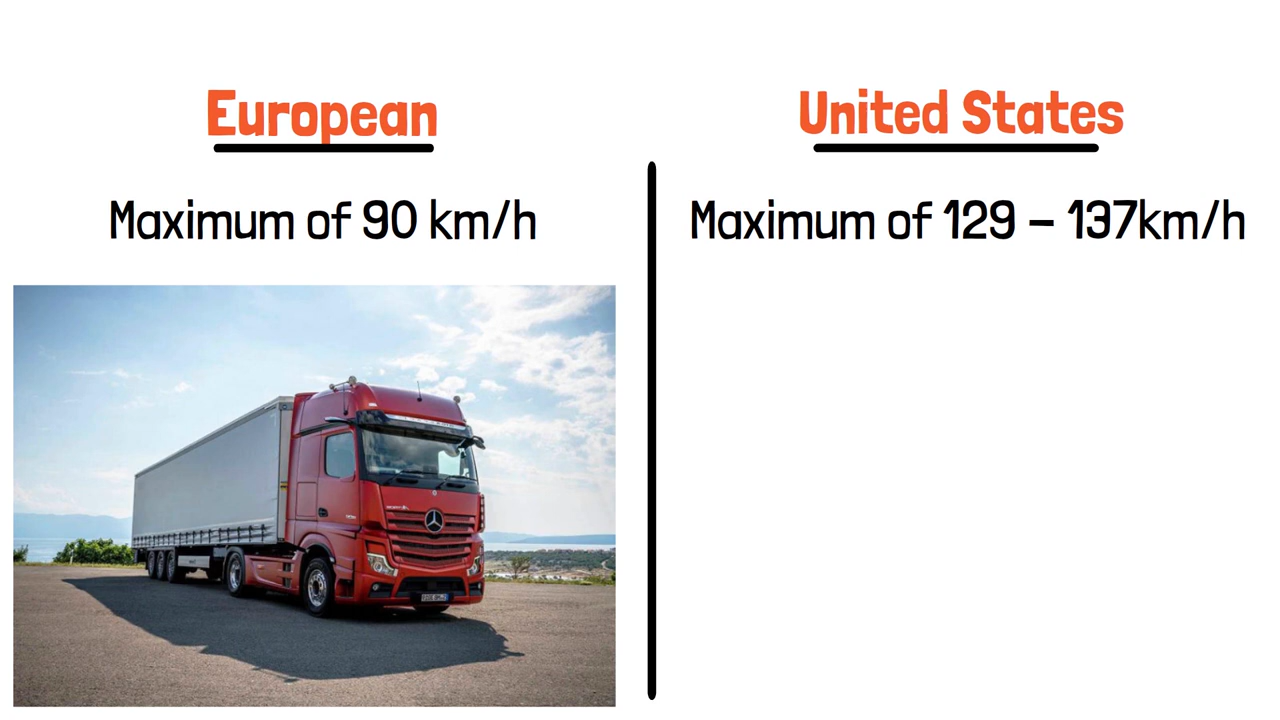 European
United States
Maximum of 90 km/h
Maximum of 129 – 137km/h